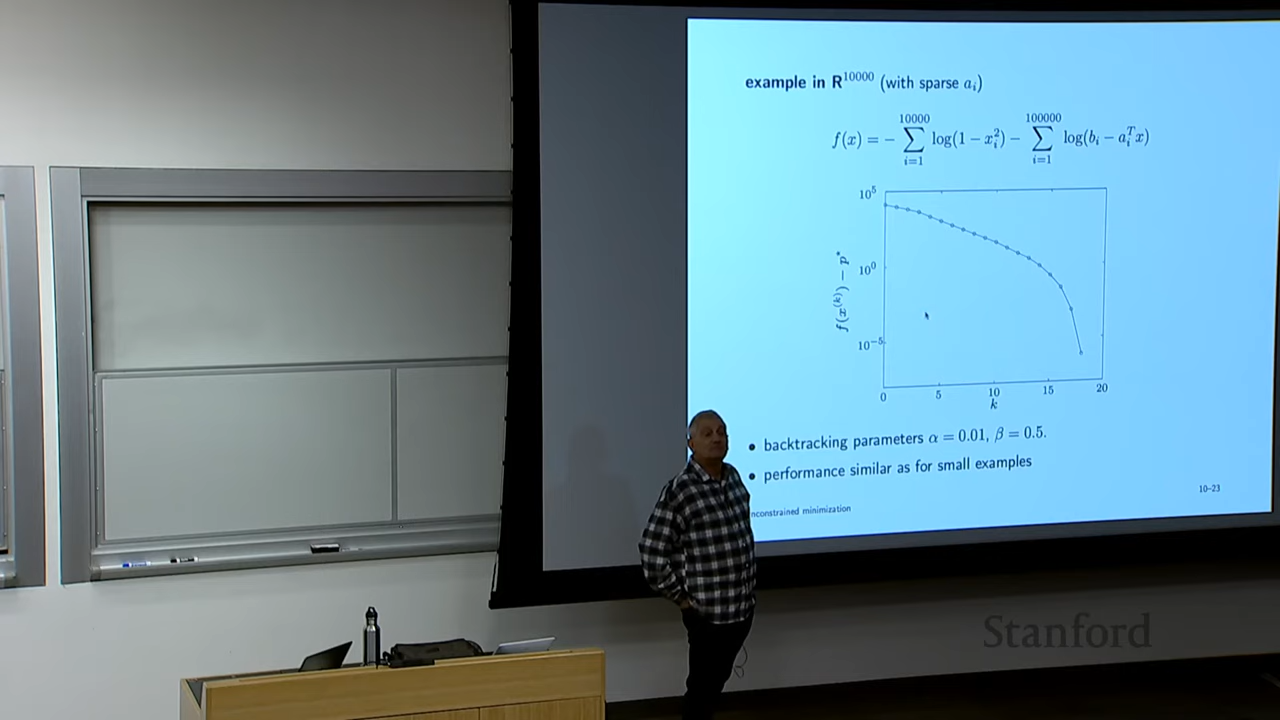 example in R^10000 (with sparse a_i)
f(x) = − ∑_{i=1}^{10000} log(1 − x_i^2) − ∑_{i=1}^{100000} log(b_i − a_i^T x)
10^5
10^0
10^−5
f(x^(k)) − p*
0 5 10 15 20
k
• backtracking parameters α = 0.01, β = 0.5.
• performance similar as for small examples
10–23
nconstrained minimization
Stanford